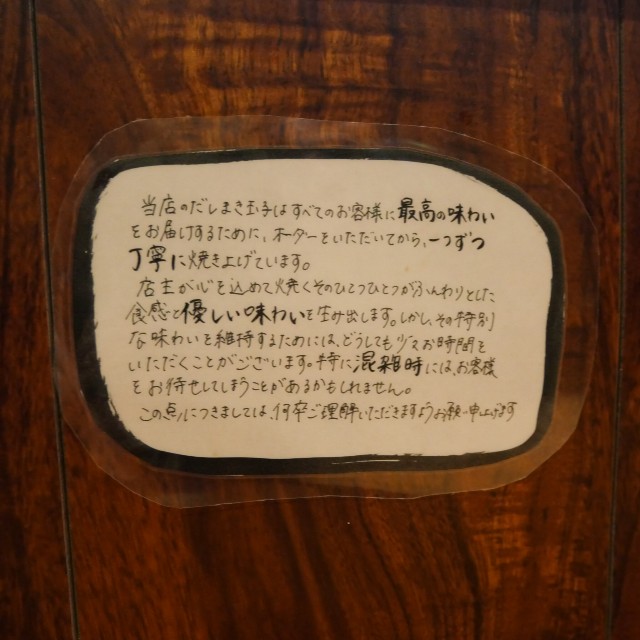 当店のだしまき玉子はすべてのお客様に最高の味わい
をお届けするために、オーダーをいただいてから、一つずつ
丁寧に焼き上げています。
店主が心を込めて焼くそのひとつひとつがふんわりとした
食感と優しい味わいを生み出します。しかし、その特別
な味わいを維持するためには、どうしても少々お時間を
いただくことがございます。特に混雑時には、お客様
をお待せしてしまうことがあるかもしれません。
この点につきましては、何卒ご理解いただきますようお願い申上げます